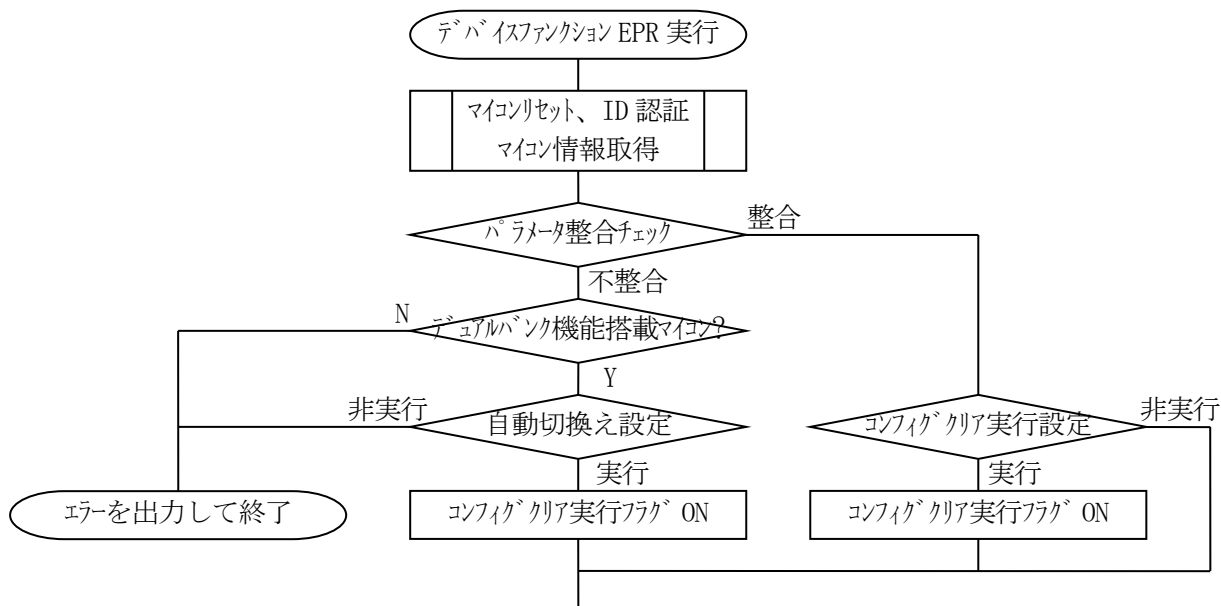 ﾃﾞﾊﾞｲｽﾌｧﾝｸｼｮﾝ EPR 実行
ﾏｲｺﾝﾘｾｯﾄ、ID 認証
ﾏｲｺﾝ情報取得
ﾊﾟﾗﾒｰﾀ整合ﾁｪｯｸ
整合
不整合
N
ﾃﾞｭｱﾙﾊﾞﾝｸ機能搭載ﾏｲｺﾝ?
Y
非実行
自動切換え設定
ｺﾝﾌｨｸﾞｸﾘｱ実行設定
非実行
実行
実行
ｴﾗｰを出力して終了
ｺﾝﾌｨｸﾞｸﾘｱ実行ﾌﾗｸﾞ ON
ｺﾝﾌｨｸﾞｸﾘｱ実行ﾌﾗｸﾞ ON